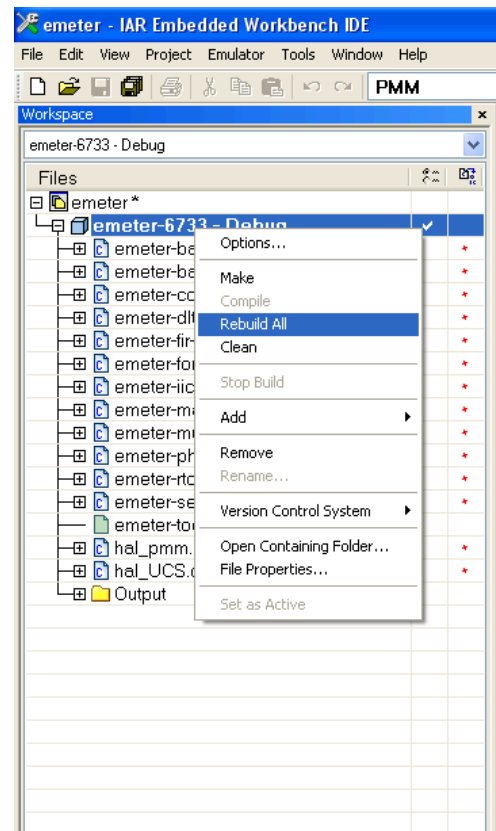 emeter - IAR Embedded Workbench IDE
File Edit View Project Emulator Tools Window Help
PMM
Workspace
emeter-6733 - Debug
Files
emeter *
emeter-6733 - Debug
emeter-ba
Options...
emeter-ba
Make
emeter-co
Compile
emeter-dlt
Rebuild All
emeter-fir-
Clean
emeter-for
emeter-iic
Stop Build
emeter-ma
Add
emeter-mu
emeter-ph
Remove
emeter-rtc
Rename...
emeter-se
Version Control System
emeter-too
hal_pmm.
Open Containing Folder...
hal_UCS.c
File Properties...
Output
Set as Active